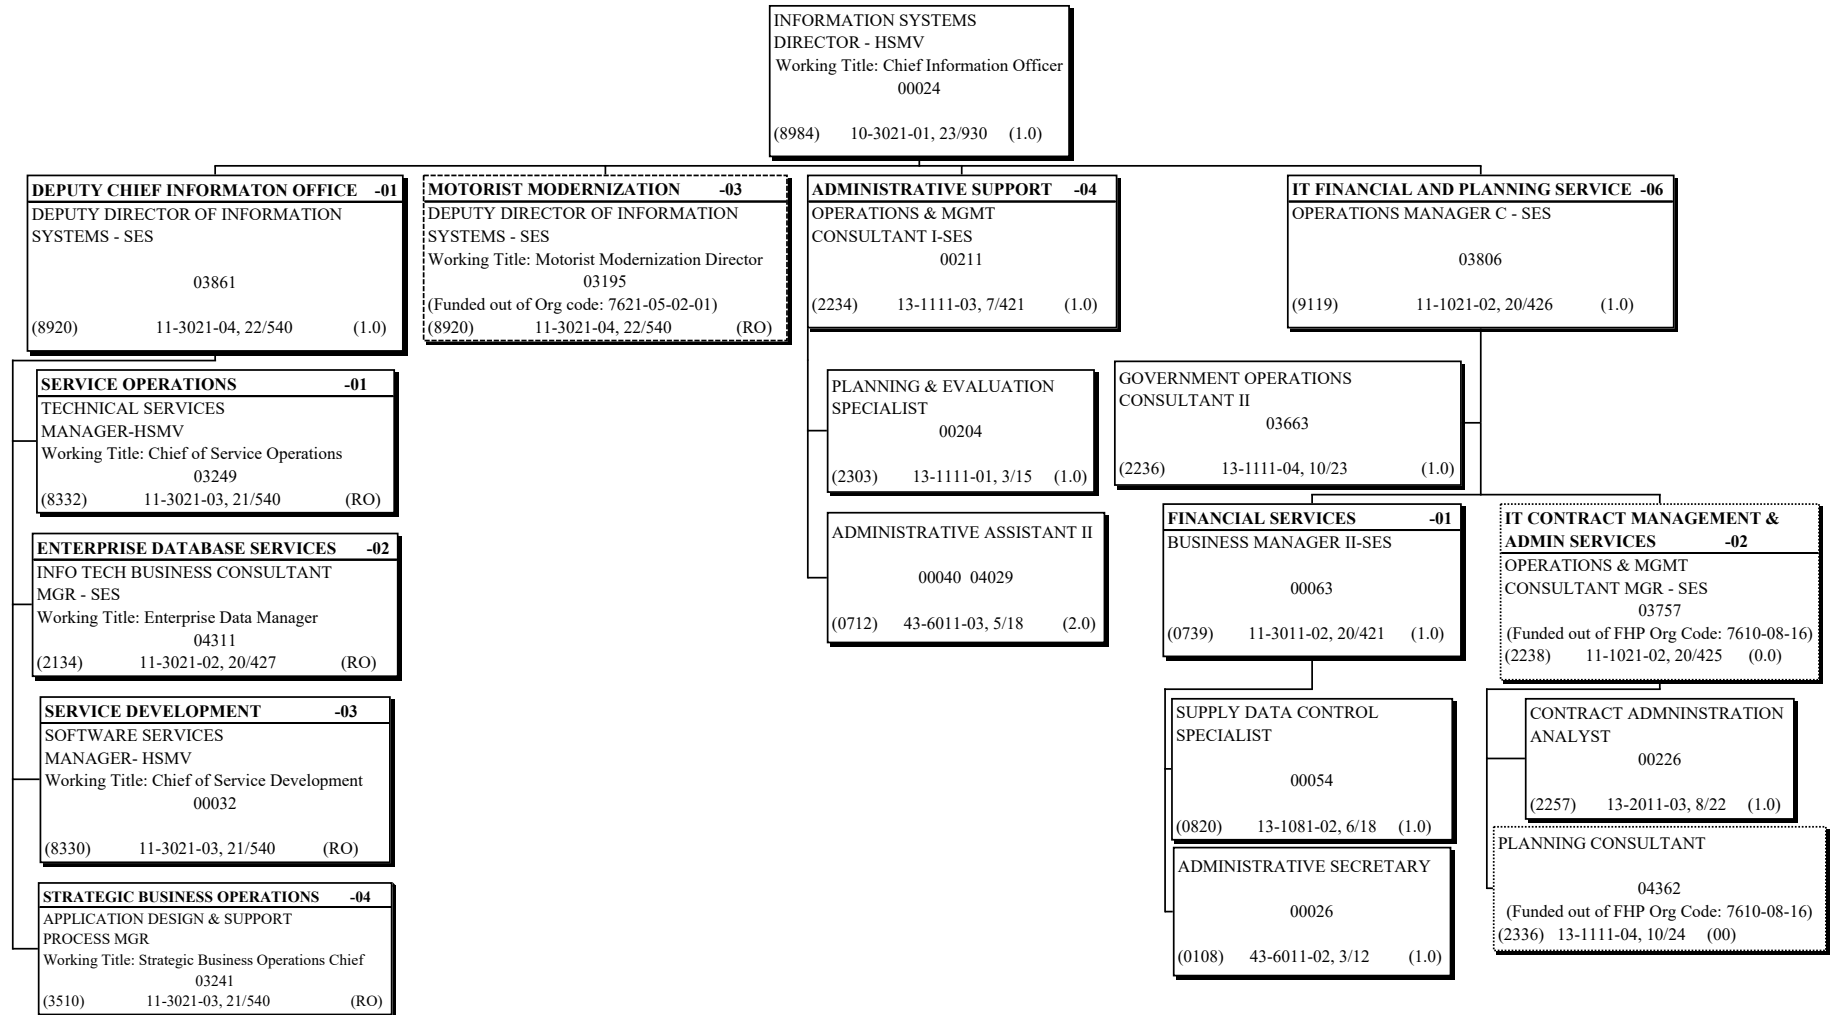 INFORMATION SYSTEMS
DIRECTOR - HSMV
Working Title: Chief Information Officer
00024
(8984) 10-3021-01, 23/930 (1.0)
DEPUTY CHIEF INFORMATON OFFICE -01
DEPUTY DIRECTOR OF INFORMATION
SYSTEMS - SES
03861
(8920) 11-3021-04, 22/540 (1.0)
MOTORIST MODERNIZATION -03
DEPUTY DIRECTOR OF INFORMATION
SYSTEMS - SES
Working Title: Motorist Modernization Director
03195
(Funded out of Org code: 7621-05-02-01)
(8920) 11-3021-04, 22/540 (RO)
ADMINISTRATIVE SUPPORT -04
OPERATIONS & MGMT
CONSULTANT I-SES
00211
(2234) 13-1111-03, 7/421 (1.0)
IT FINANCIAL AND PLANNING SERVICE -06
OPERATIONS MANAGER C - SES
03806
(9119) 11-1021-02, 20/426 (1.0)
SERVICE OPERATIONS -01
TECHNICAL SERVICES
MANAGER-HSMV
Working Title: Chief of Service Operations
03249
(8332) 11-3021-03, 21/540 (RO)
ENTERPRISE DATABASE SERVICES -02
INFO TECH BUSINESS CONSULTANT
MGR - SES
Working Title: Enterprise Data Manager
04311
(2134) 11-3021-02, 20/427 (RO)
SERVICE DEVELOPMENT -03
SOFTWARE SERVICES
MANAGER- HSMV
Working Title: Chief of Service Development
00032
(8330) 11-3021-03, 21/540 (RO)
STRATEGIC BUSINESS OPERATIONS -04
APPLICATION DESIGN & SUPPORT
PROCESS MGR
Working Title: Strategic Business Operations Chief
03241
(3510) 11-3021-03, 21/540 (RO)
PLANNING & EVALUATION
SPECIALIST
00204
(2303) 13-1111-01, 3/15 (1.0)
ADMINISTRATIVE ASSISTANT II
00040 04029
(0712) 43-6011-03, 5/18 (2.0)
GOVERNMENT OPERATIONS
CONSULTANT II
03663
(2236) 13-1111-04, 10/23 (1.0)
FINANCIAL SERVICES -01
BUSINESS MANAGER II-SES
00063
(0739) 11-3011-02, 20/421 (1.0)
IT CONTRACT MANAGEMENT &
ADMIN SERVICES -02
OPERATIONS & MGMT
CONSULTANT MGR - SES
03757
(Funded out of FHP Org Code: 7610-08-16)
(2238) 11-1021-02, 20/425 (0.0)
SUPPLY DATA CONTROL
SPECIALIST
00054
(0820) 13-1081-02, 6/18 (1.0)
ADMINISTRATIVE SECRETARY
00026
(0108) 43-6011-02, 3/12 (1.0)
CONTRACT ADMNINSTRATION
ANALYST
00226
(2257) 13-2011-03, 8/22 (1.0)
PLANNING CONSULTANT
04362
(Funded out of FHP Org Code: 7610-08-16)
(2336) 13-1111-04, 10/24 (00)